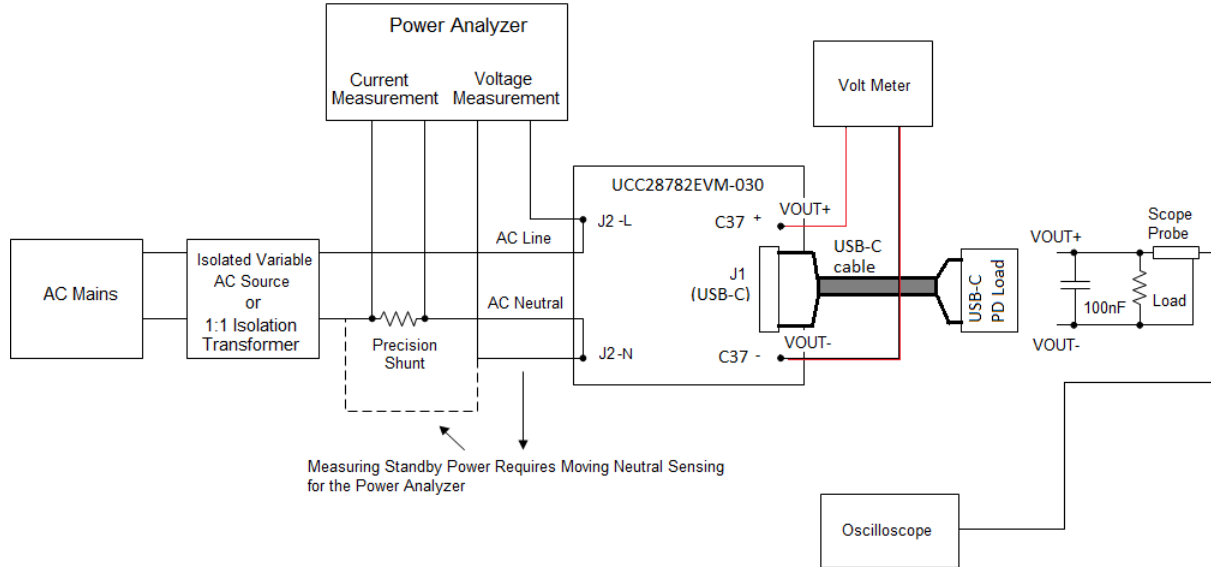 Power Analyzer
Current
Measurement
Voltage
Measurement
Volt Meter
UCC28782EVM-030
J2-L
C37 +
VOUT+
AC Line
AC Mains
Isolated Variable
AC Source
or
1:1 Isolation
Transformer
AC Neutral
Precision
Shunt
J2-N
J1
(USB-C)
C37 -
VOUT-
USB-C
cable
USB-C
PD Load
VOUT+
Scope
Probe
100nF
Load
VOUT-
Measuring Standby Power Requires Moving Neutral Sensing
for the Power Analyzer
Oscilloscope